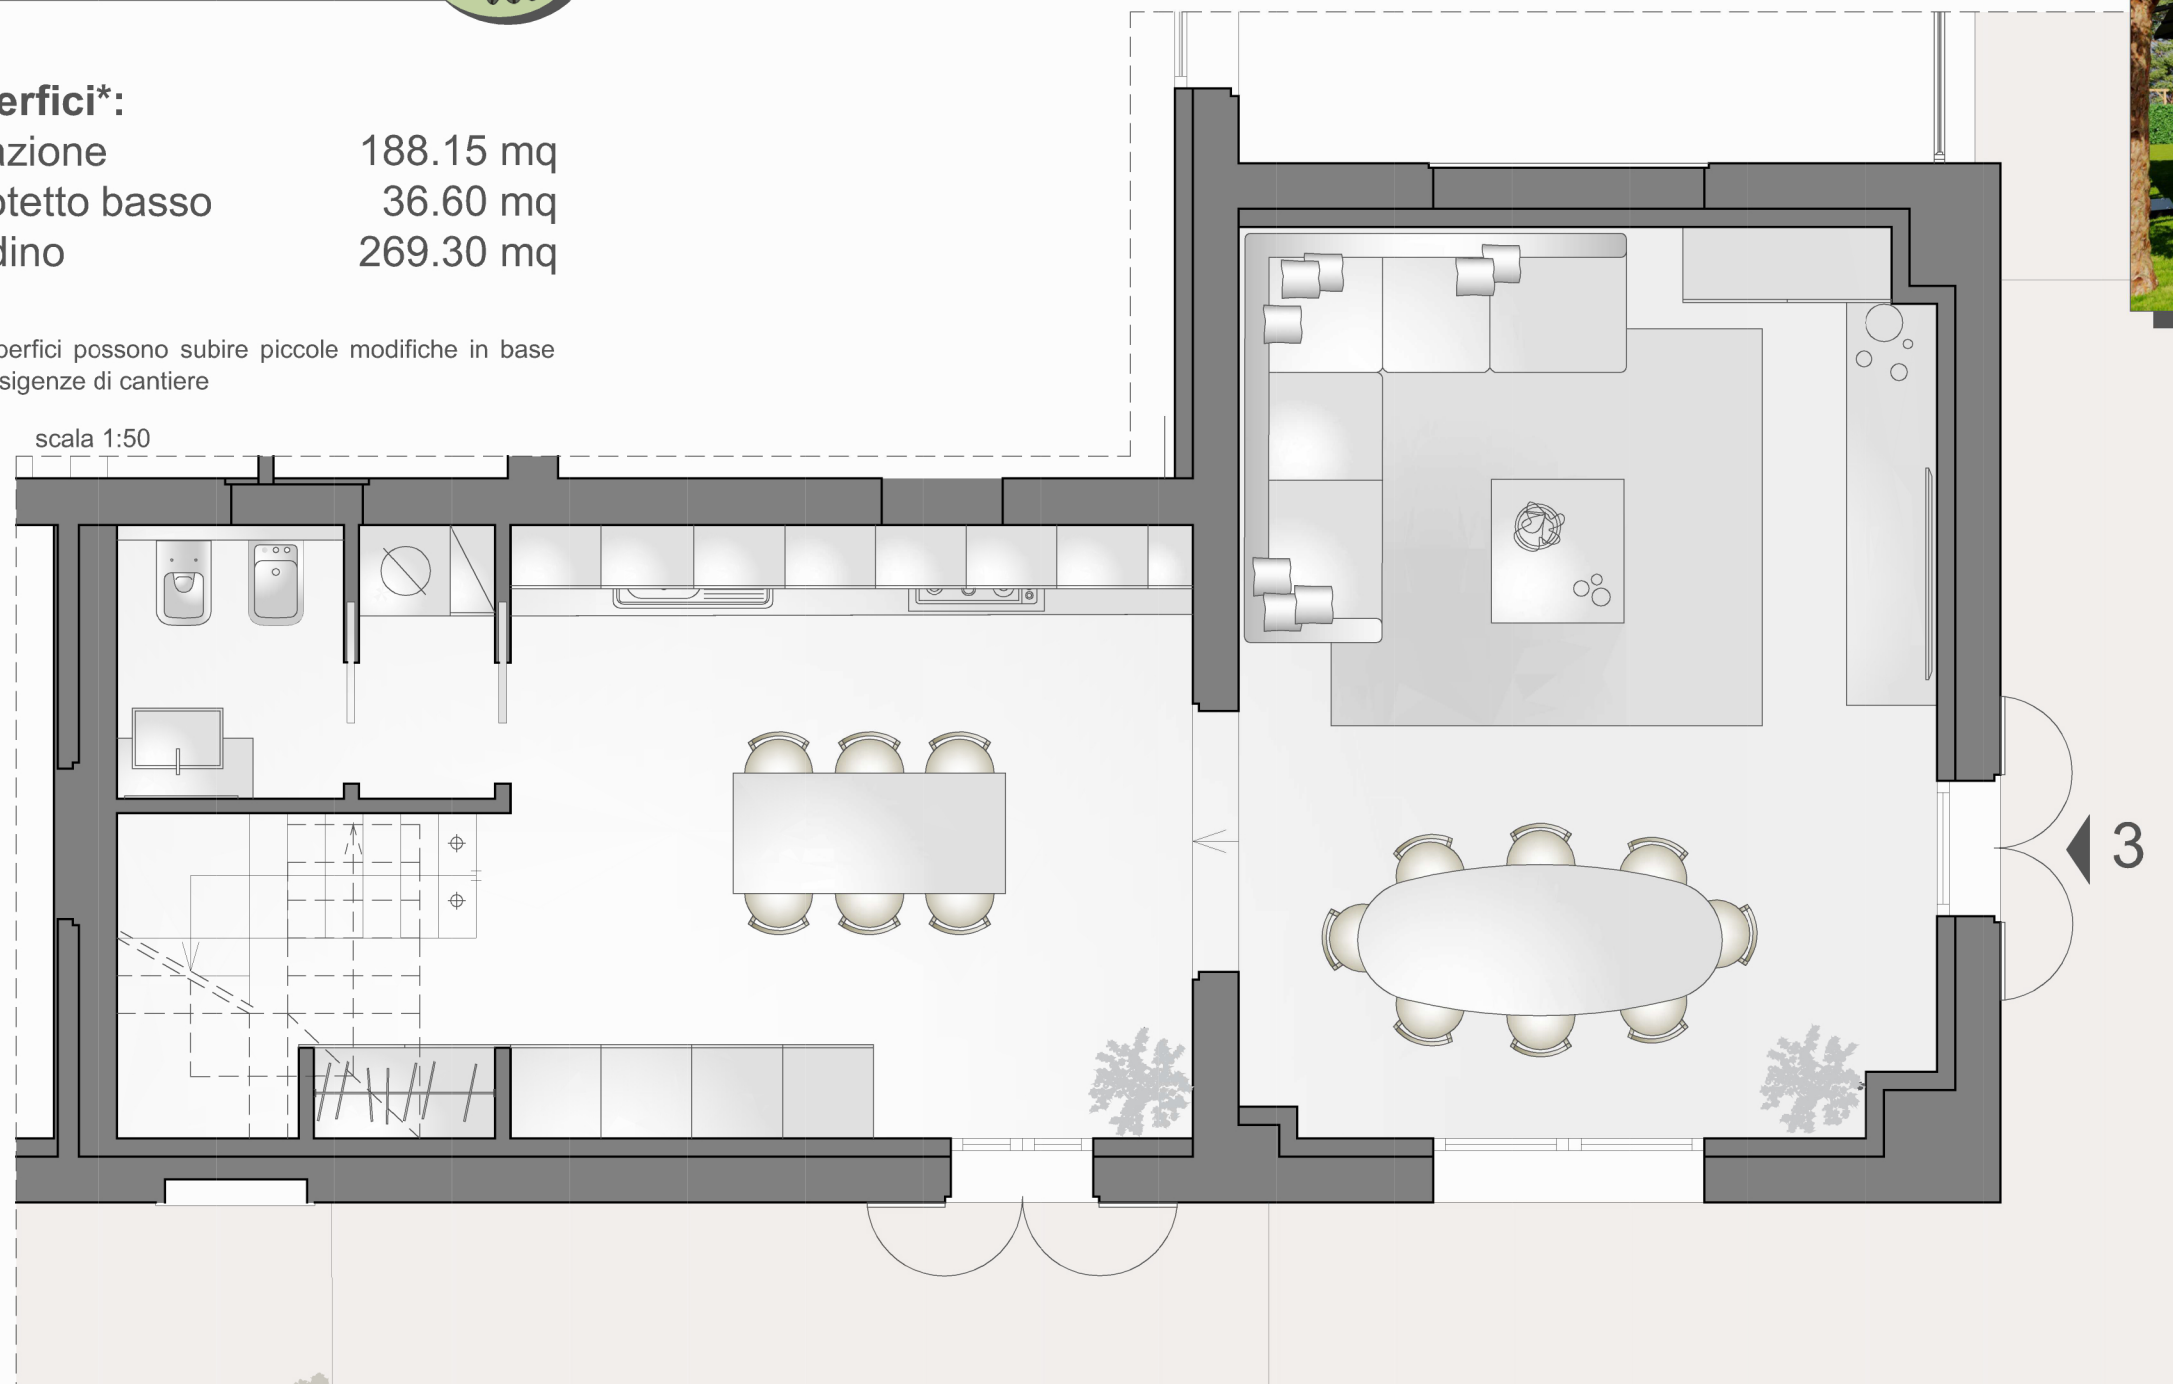 erfici*:
azione 188.15 mq
otetto basso 36.60 mq
dino 269.30 mq
perfici possono subire piccole modifiche in base
sigenze di cantiere
scala 1:50
3